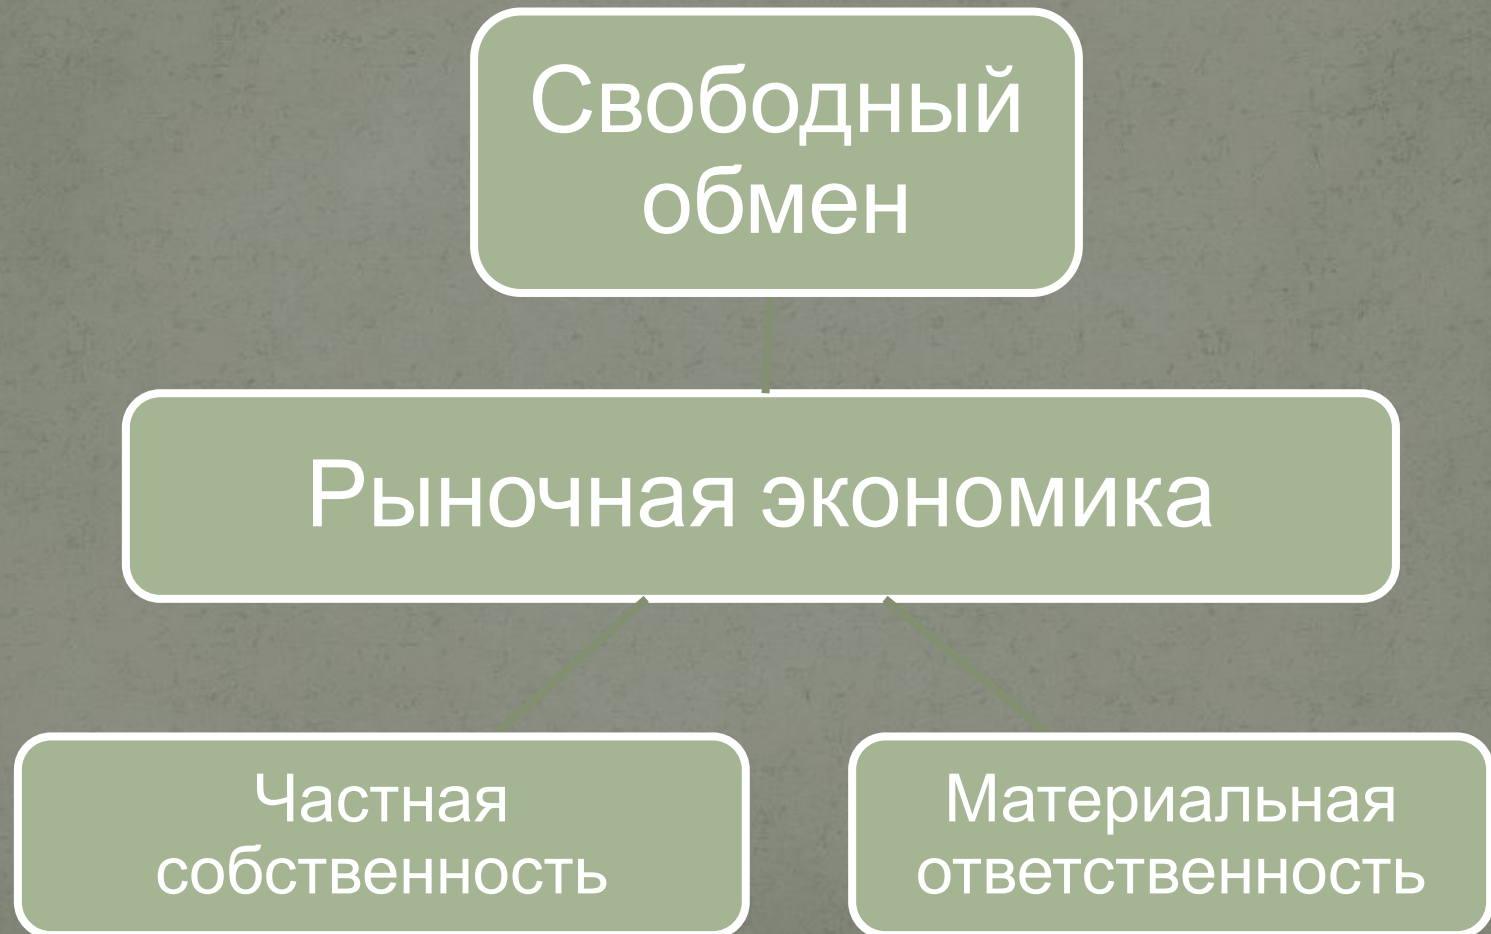 Свободный
обмен
Рыночная экономика
Частная
собственность
Материальная
ответственность